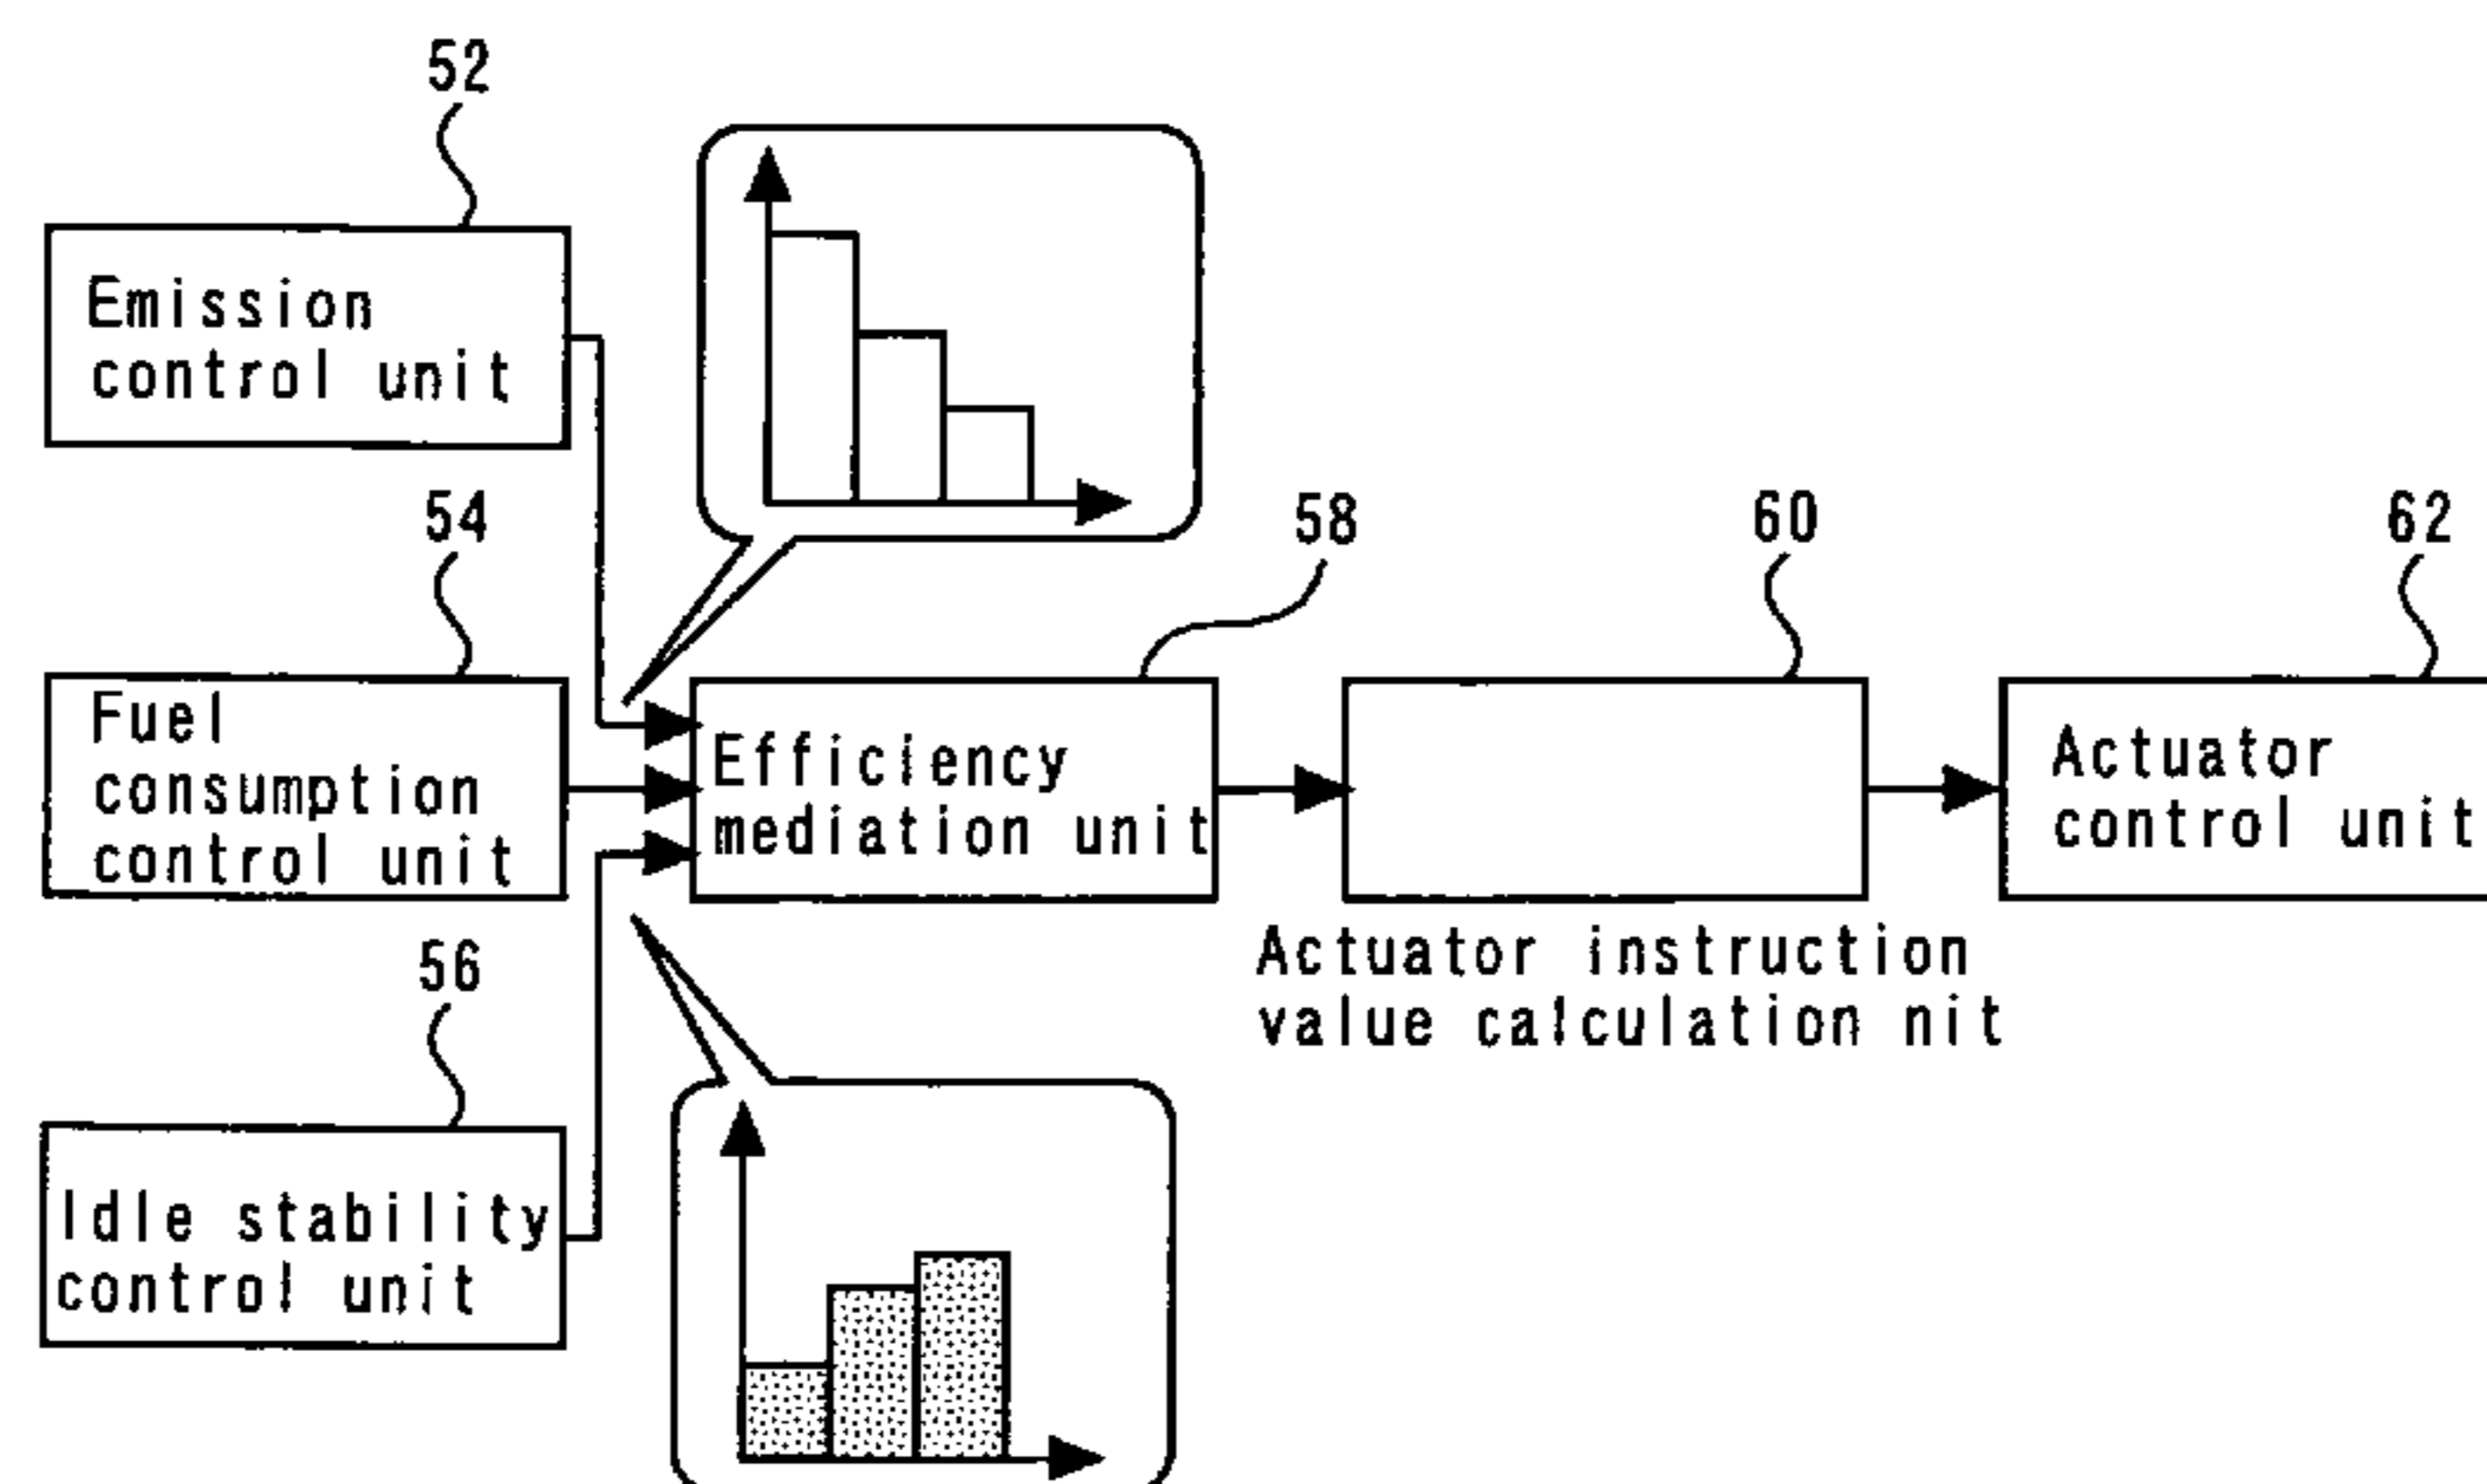 52
Emission
control unit
54
Fuel
consumption
control unit
56
Idle stability
control unit
58
Efficiency
mediation unit
60
Actuator instruction
value calculation nit
62
Actuator
control unit